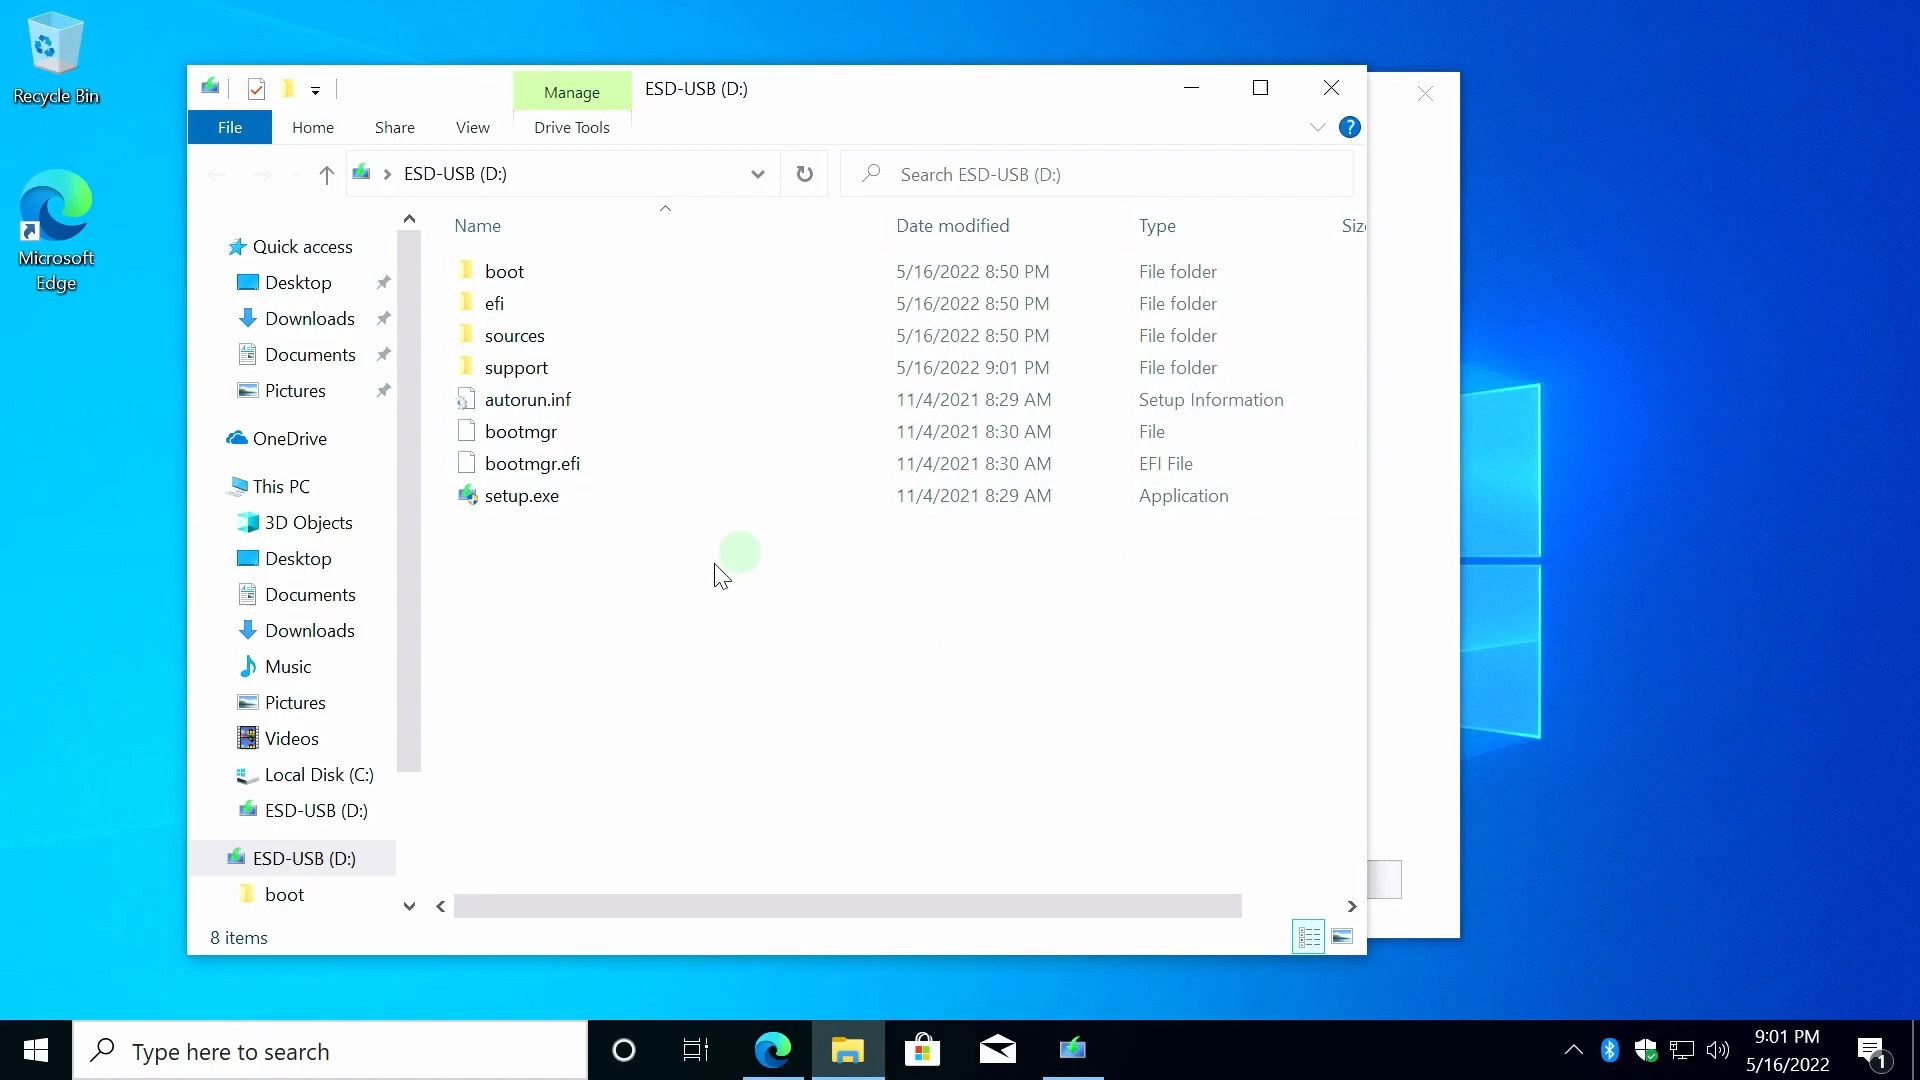 Recycle Bin
Microsoft
Edge
Manage
ESD-USB (D:)
File
Home
Share
View
Drive Tools
?
ESD-USB (D:)
Search ESD-USB (D:)
Name
Date modified
Type
Siz
Quick access
Desktop
Downloads
Documents
Pictures
OneDrive
This PC
3D Objects
Desktop
Documents
Downloads
Music
Pictures
Videos
Local Disk (C:)
ESD-USB (D:)
ESD-USB (D:)
boot
boot 5/16/2022 8:50 PM File folder
efi 5/16/2022 8:50 PM File folder
sources 5/16/2022 8:50 PM File folder
support 5/16/2022 9:01 PM File folder
autorun.inf 11/4/2021 8:29 AM Setup Information
bootmgr 11/4/2021 8:30 AM File
bootmgr.efi 11/4/2021 8:30 AM EFI File
setup.exe 11/4/2021 8:29 AM Application
8 items
Type here to search
9:01 PM
5/16/2022
1